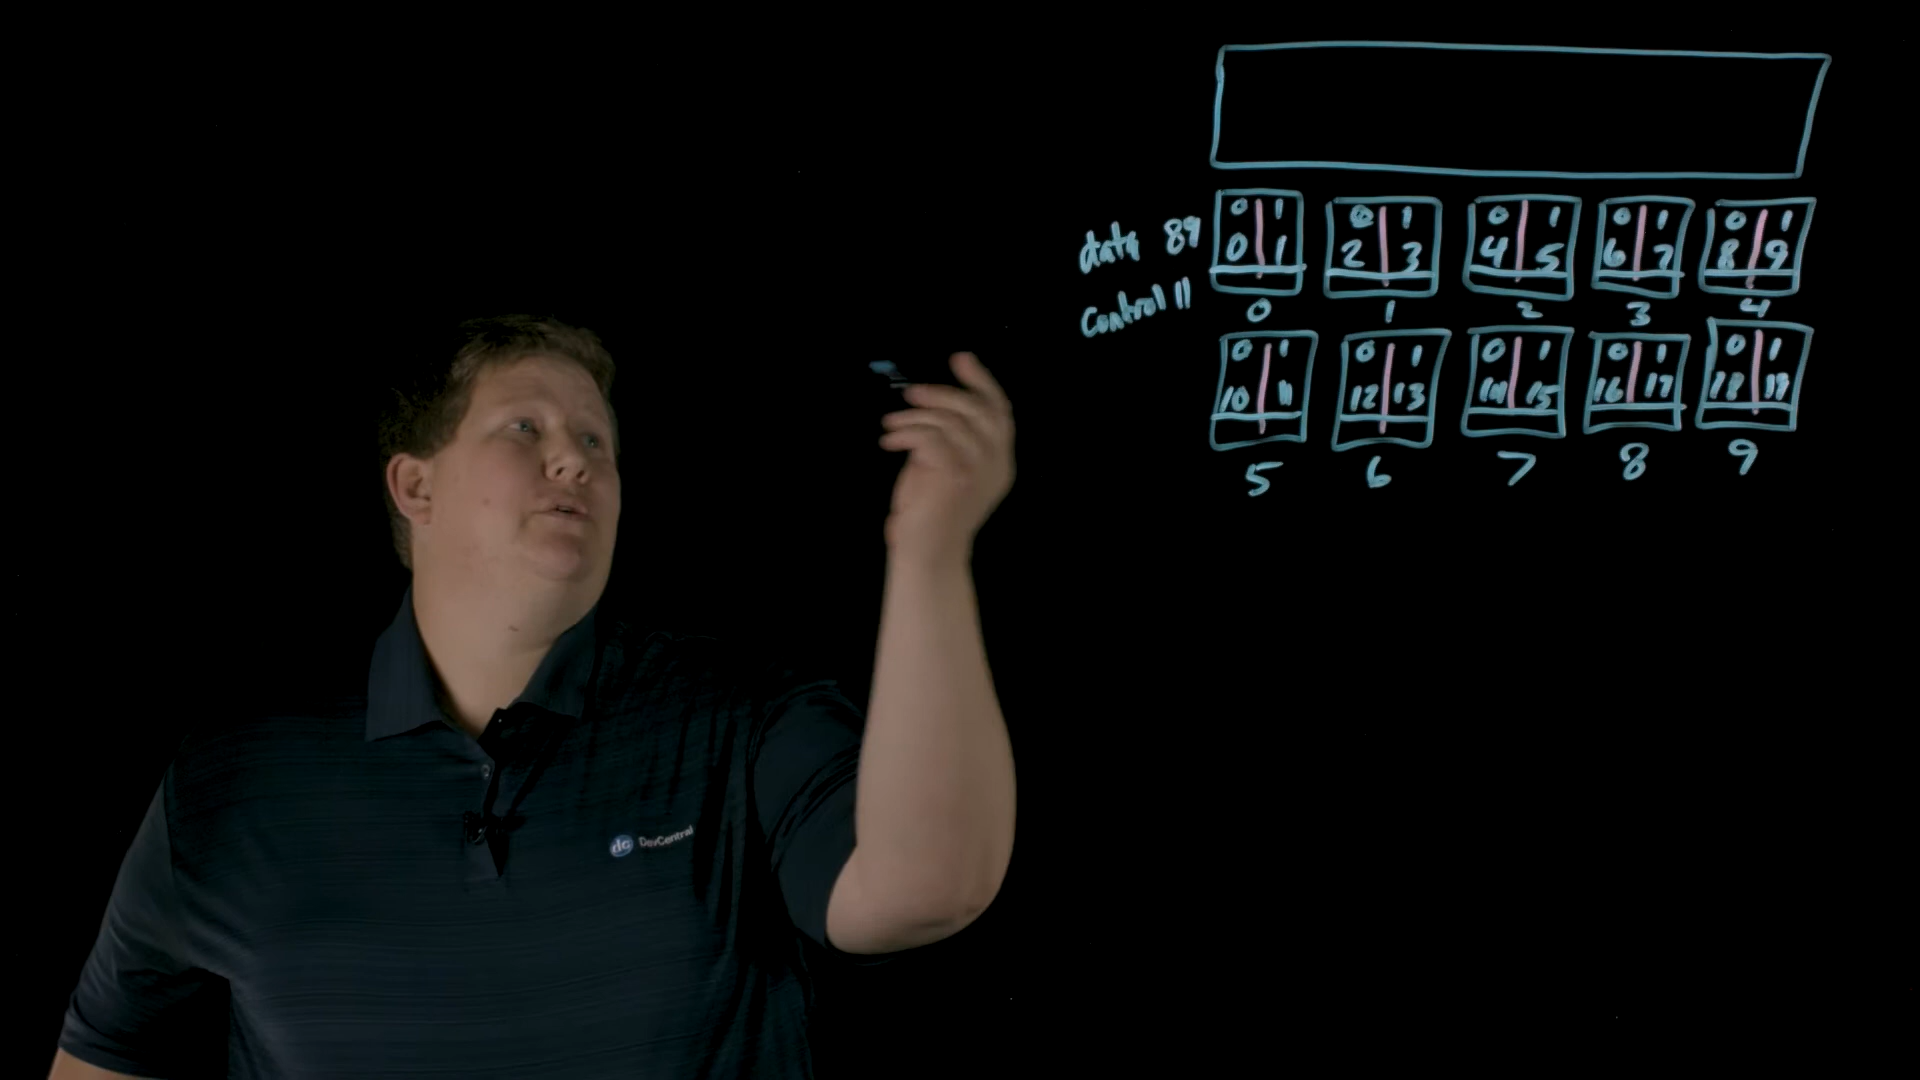 0 1 0 1 0 1 0 1 0 1
data 89 0 1 2 3 4 5 6 7 8 9
control 11
0 1 2 3 4
0 1 0 1 0 1 0 1 0 1
10 11 12 13 14 15 16 17 18 19
5 6 7 8 9
dc DevCentral